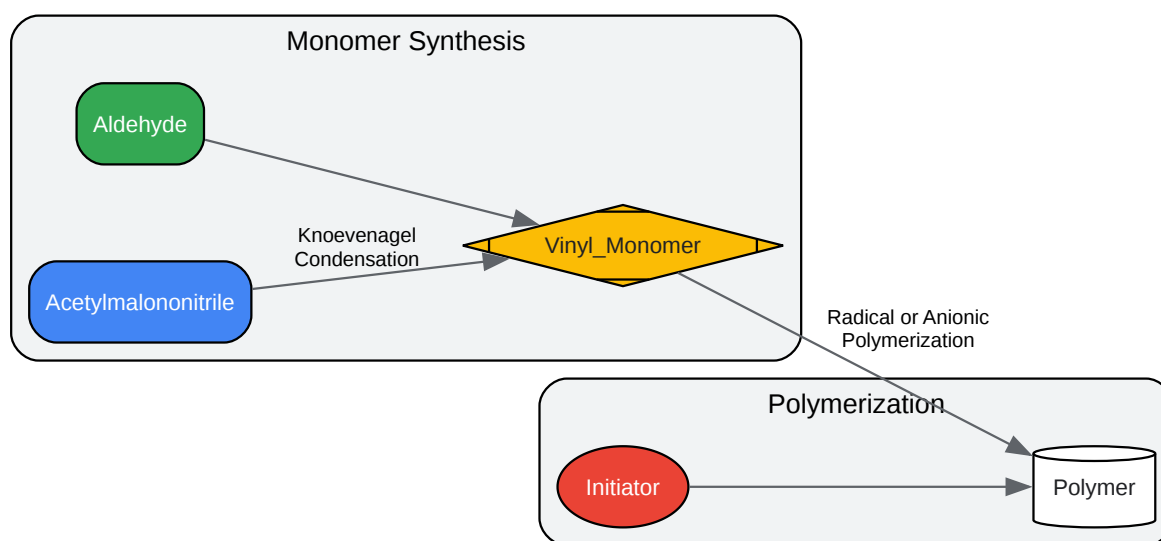 Monomer Synthesis
Aldehyde
Knoevenagel
Condensation
Vinyl_Monomer
Acetylmalononitrile
Radical or Anionic
Polymerization
Polymerization
Initiator
Polymer